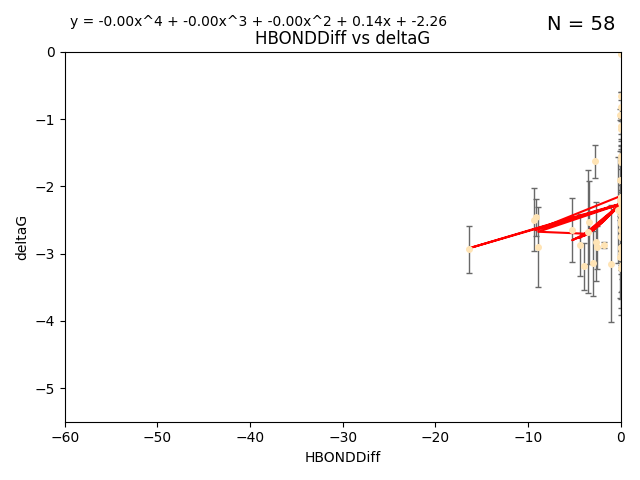 y = -0.00x^4 + -0.00x^3 + -0.00x^2 + 0.14x + -2.26
N = 58
HBONDDiff vs deltaG
0
−1
−2
−3
−4
−5
deltaG
−60
−50
−40
−30
−20
−10
0
HBONDDiff